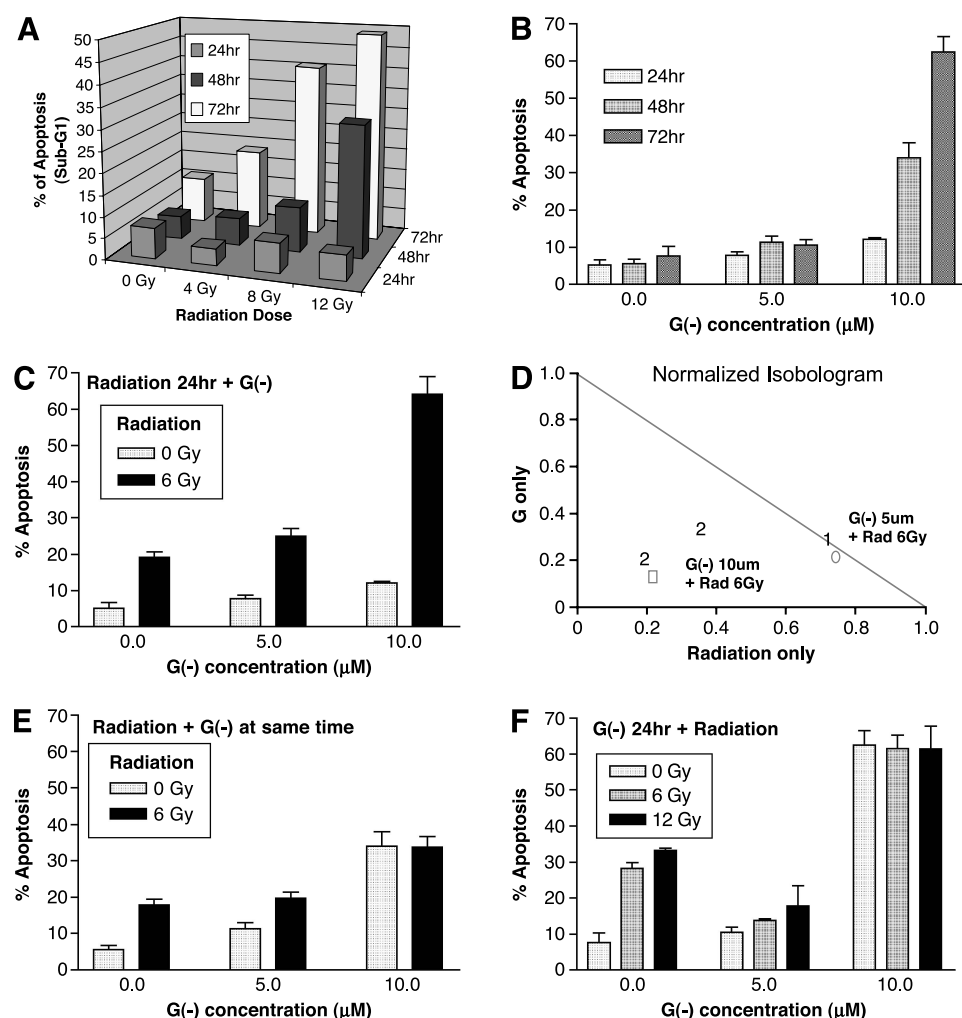 A
% of Apoptosis
(Sub-G1)
50
45
40
35
30
25
20
15
10
5
0
24hr
48hr
72hr
0 Gy
4 Gy
8 Gy
12 Gy
72hr
48hr
24hr
Radiation Dose
B
% Apoptosis
70
60
50
40
30
20
10
0
24hr
48hr
72hr
0.0
5.0
10.0
G(-) concentration (μM)
C
Radiation 24hr + G(-)
% Apoptosis
70
60
50
40
30
20
10
0
Radiation
0 Gy
6 Gy
0.0
5.0
10.0
G(-) concentration (μM)
D
Normalized Isobologram
G only
1.0
0.8
0.6
0.4
0.2
0
2
2
1
G(-) 5um
+ Rad 6Gy
G(-) 10um
+ Rad 6Gy
0
0.2
0.4
0.6
0.8
1.0
Radiation only
E
Radiation + G(-) at same time
% Apoptosis
70
60
50
40
30
20
10
0
Radiation
0 Gy
6 Gy
0.0
5.0
10.0
G(-) concentration (μM)
F
G(-) 24hr + Radiation
% Apoptosis
70
60
50
40
30
20
10
0
0 Gy
6 Gy
12 Gy
0.0
5.0
10.0
G(-) concentration (μM)